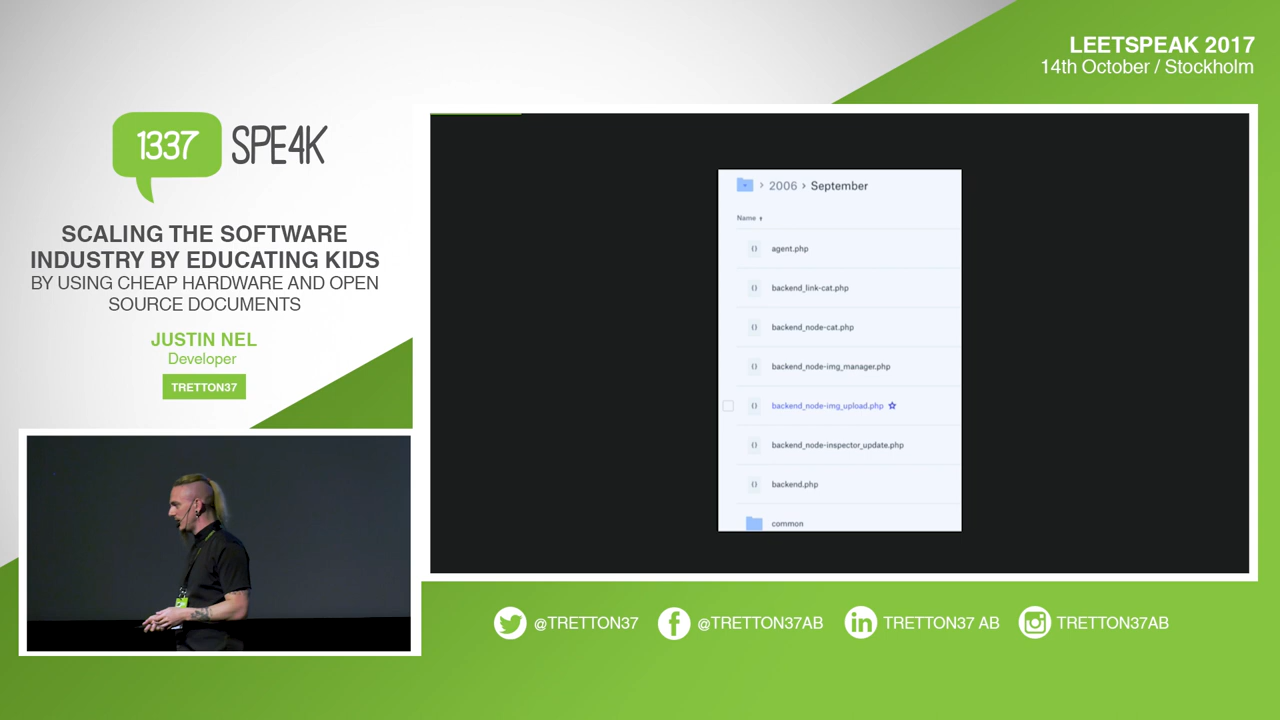 LEETSPEAK 2017
14th October / Stockholm
1337 SPE4K
SCALING THE SOFTWARE
INDUSTRY BY EDUCATING KIDS
BY USING CHEAP HARDWARE AND OPEN
SOURCE DOCUMENTS
JUSTIN NEL
Developer
TRETTON37
> 2006 > September
Name
agent.php
backend_link-cat.php
backend_node-cat.php
backend_node-img_manager.php
backend_node-img_upload.php
backend_node-inspector_update.php
backend.php
common
@TRETTON37
@TRETTON37AB
TRETTON37 AB
TRETTON37AB